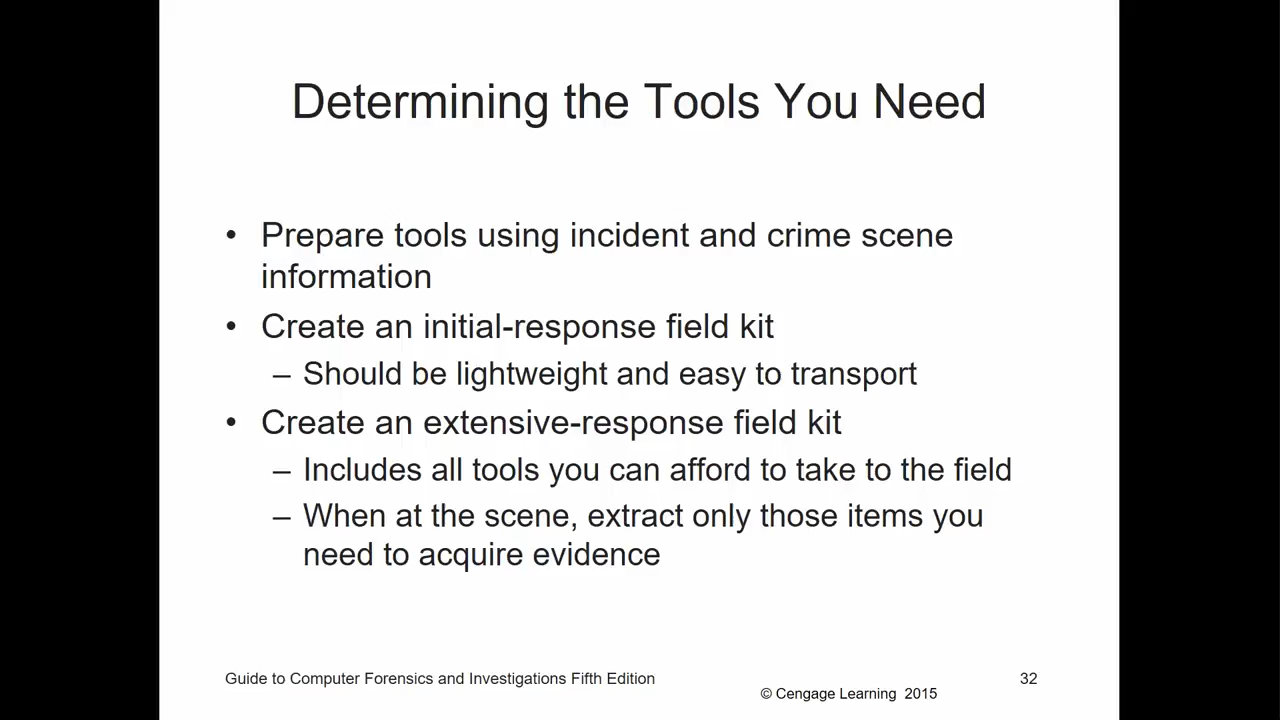 Determining the Tools You Need
• Prepare tools using incident and crime scene
information
• Create an initial-response field kit
– Should be lightweight and easy to transport
• Create an extensive-response field kit
– Includes all tools you can afford to take to the field
– When at the scene, extract only those items you
need to acquire evidence
Guide to Computer Forensics and Investigations Fifth Edition
32
© Cengage Learning 2015